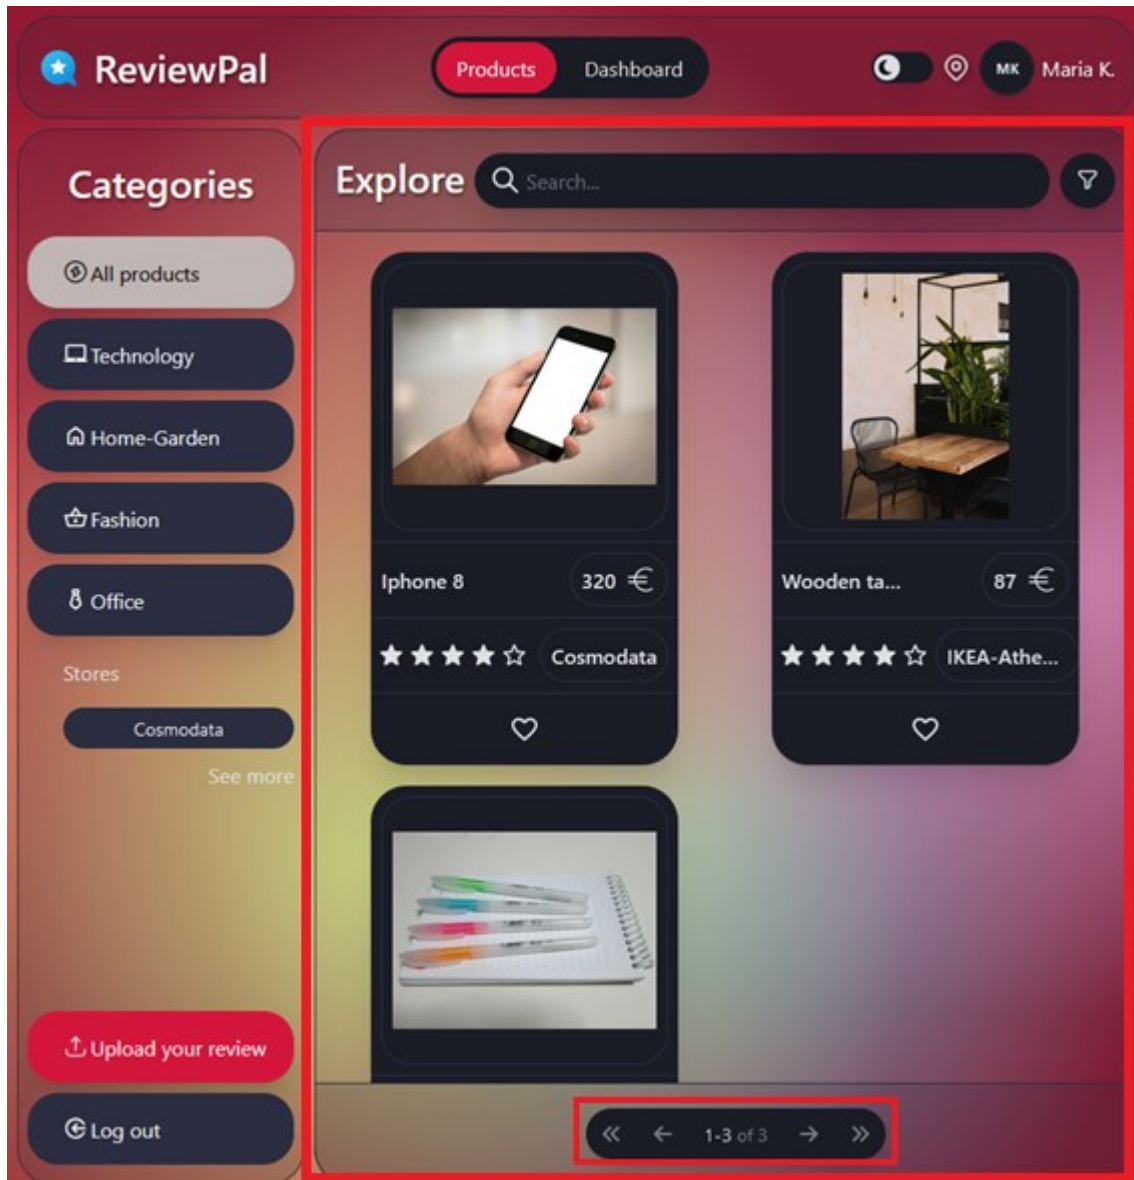 ReviewPal
Products Dashboard
MK Maria K.
Categories
All products
Technology
Home-Garden
Fashion
Office
Stores
Cosmodata
See more
Upload your review
Log out
Explore Search...
Iphone 8 320 €
Cosmodata
Wooden ta... 87 €
IKEA-Athe...
1-3 of 3